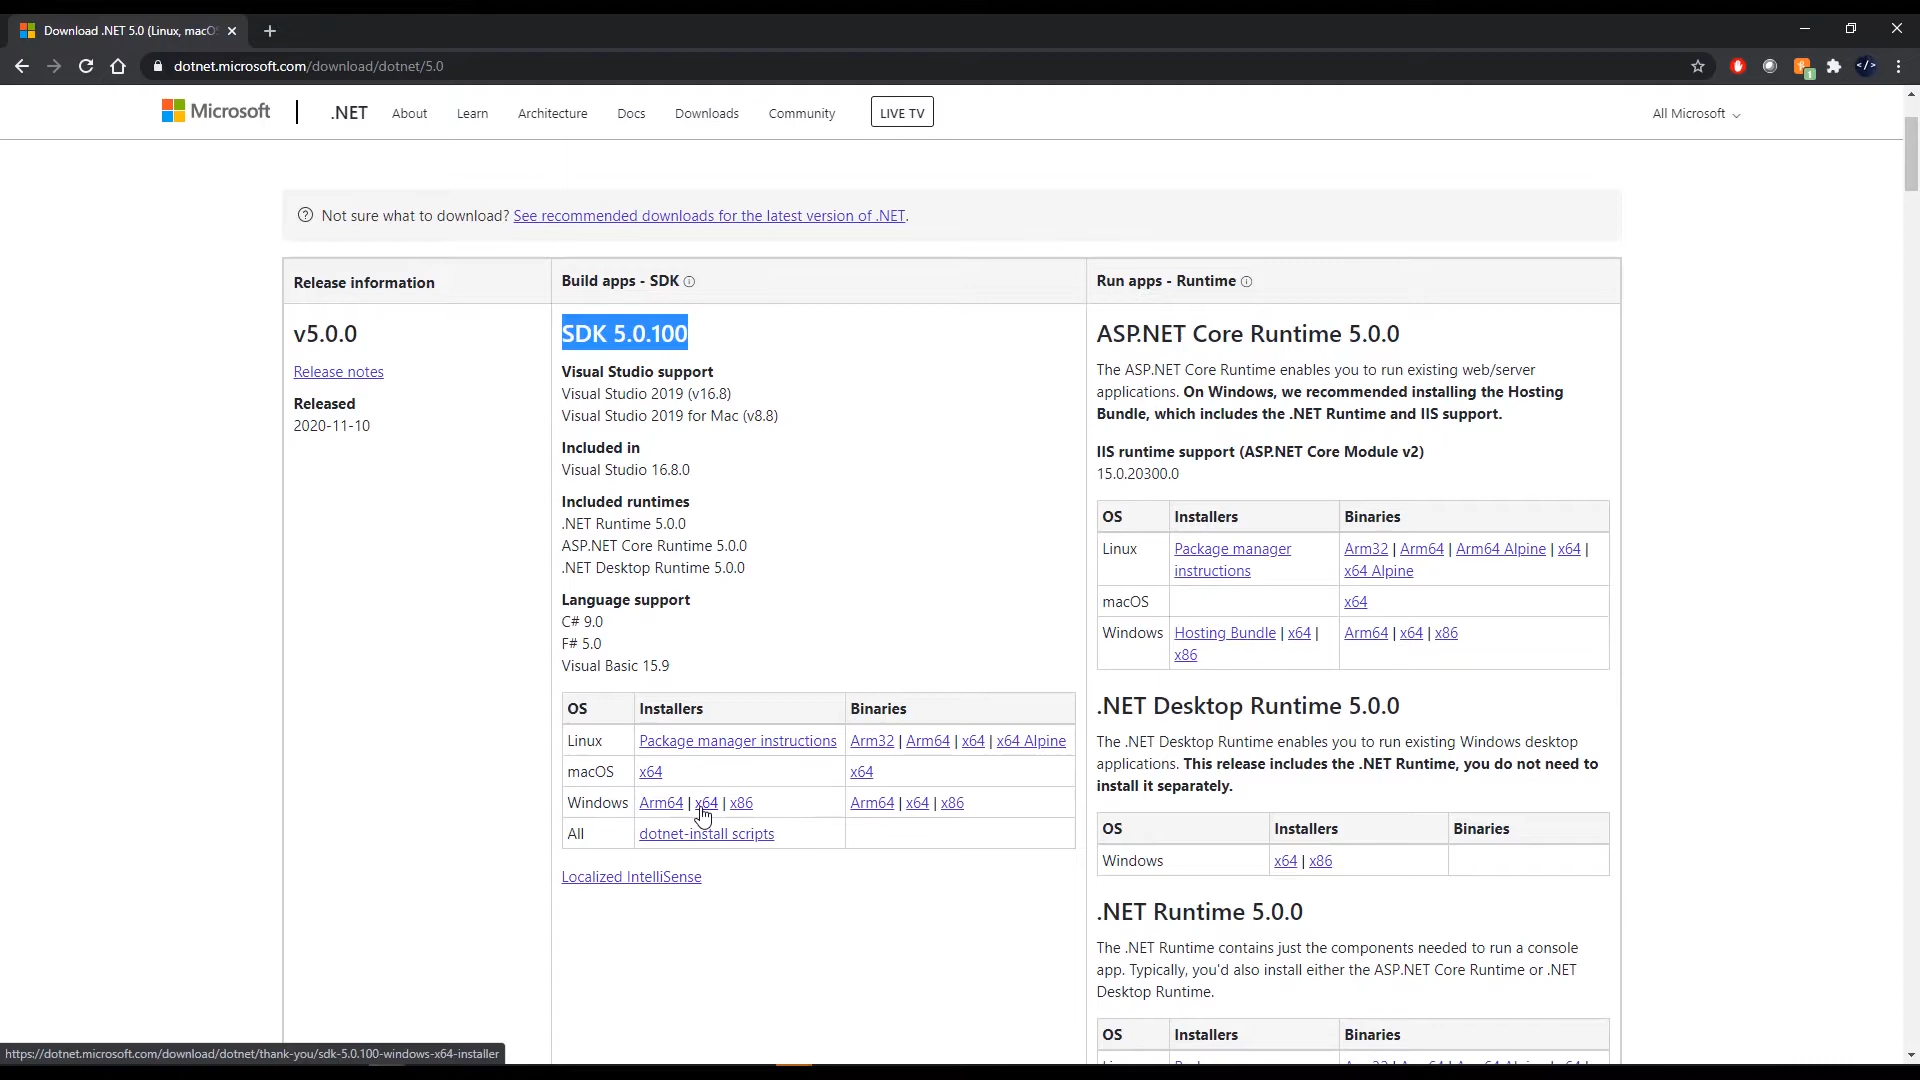 Download .NET 5.0 (Linux, macO
dotnet.microsoft.com/download/dotnet/5.0
1
Microsoft
.NET
About
Learn
Architecture
Docs
Downloads
Community
LIVE TV
All Microsoft
Not sure what to download? See recommended downloads for the latest version of .NET.
Release information
v5.0.0
Release notes
Released
2020-11-10
Build apps - SDK
SDK 5.0.100
Visual Studio support
Visual Studio 2019 (v16.8)
Visual Studio 2019 for Mac (v8.8)
Included in
Visual Studio 16.8.0
Included runtimes
.NET Runtime 5.0.0
ASP.NET Core Runtime 5.0.0
.NET Desktop Runtime 5.0.0
Language support
C# 9.0
F# 5.0
Visual Basic 15.9
OS Installers Binaries
Linux Package manager instructions Arm32 | Arm64 | x64 | x64 Alpine
macOS x64 x64
Windows Arm64 | x64 | x86 Arm64 | x64 | x86
All dotnet-install scripts
Localized IntelliSense
Run apps - Runtime
ASP.NET Core Runtime 5.0.0
The ASP.NET Core Runtime enables you to run existing web/server
applications. On Windows, we recommended installing the Hosting
Bundle, which includes the .NET Runtime and IIS support.
IIS runtime support (ASP.NET Core Module v2)
15.0.20300.0
OS Installers Binaries
Linux Package manager Arm32 | Arm64 | Arm64 Alpine | x64 |
instructions x64 Alpine
macOS x64
Windows Hosting Bundle | x64 | Arm64 | x64 | x86
x86
.NET Desktop Runtime 5.0.0
The .NET Desktop Runtime enables you to run existing Windows desktop
applications. This release includes the .NET Runtime, you do not need to
install it separately.
OS Installers Binaries
Windows x64 | x86
.NET Runtime 5.0.0
The .NET Runtime contains just the components needed to run a console
app. Typically, you'd also install either the ASP.NET Core Runtime or .NET
Desktop Runtime.
OS Installers Binaries
https://dotnet.microsoft.com/download/dotnet/thank-you/sdk-5.0.100-windows-x64-installer